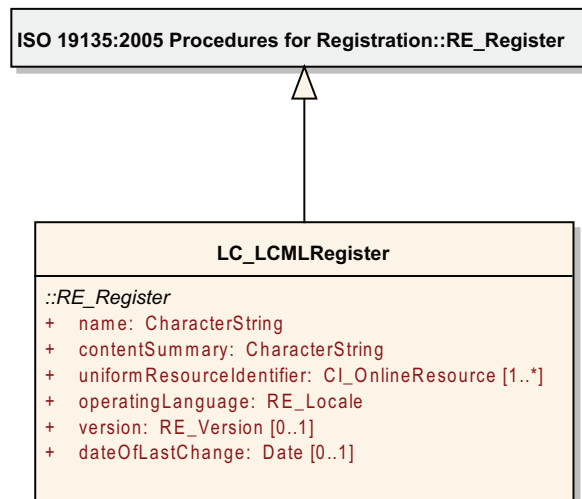 ISO 19135:2005 Procedures for Registration::RE_Register
LC_LCMLRegister
::RE_Register
+ name: CharacterString
+ contentSummary: CharacterString
+ uniformResourceIdentifier: CI_OnlineResource [1..*]
+ operatingLanguage: RE_Locale
+ version: RE_Version [0..1]
+ dateOfLastChange: Date [0..1]